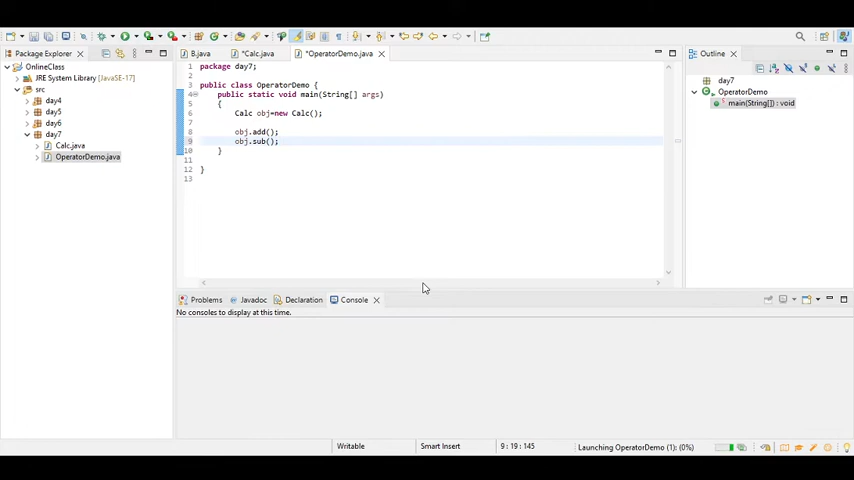 Package Explorer
B.java
*Calc.java
*OperatorDemo.java
Outline
OnlineClass
JRE System Library [JavaSE-17]
src
day4
day5
day6
day7
Calc.java
OperatorDemo.java
1 package day7;
2
3 public class OperatorDemo {
4 public static void main(String[] args)
5 {
6 Calc obj=new Calc();
7
8 obj.add();
9 obj.sub();
10 }
11
12 }
13
day7
OperatorDemo
main(String[]) : void
Problems
Javadoc
Declaration
Console
No consoles to display at this time.
Writable
Smart Insert
9 : 19 : 145
Launching OperatorDemo (1): (0%)